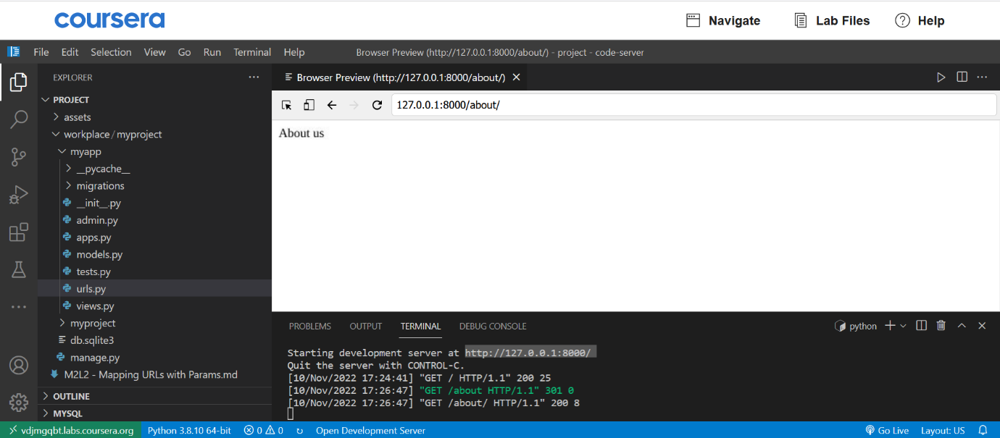 coursera
Navigate
Lab Files
Help
File Edit Selection View Go Run Terminal Help
Browser Preview (http://127.0.0.1:8000/about/) - project - code-server
EXPLORER
PROJECT
assets
workplace / myproject
myapp
__pycache__
migrations
__init__.py
admin.py
apps.py
models.py
tests.py
urls.py
views.py
myproject
db.sqlite3
manage.py
M2L2 - Mapping URLs with Params.md
OUTLINE
MYSQL
Browser Preview (http://127.0.0.1:8000/about/)
127.0.0.1:8000/about/
About us
PROBLEMS OUTPUT TERMINAL DEBUG CONSOLE
python
Starting development server at http://127.0.0.1:8000/
Quit the server with CONTROL-C.
[10/Nov/2022 17:24:41] "GET / HTTP/1.1" 200 25
[10/Nov/2022 17:26:47] "GET /about HTTP/1.1" 301 0
[10/Nov/2022 17:26:47] "GET /about/ HTTP/1.1" 200 8
vdjmgqbt.labs.coursera.org Python 3.8.10 64-bit 0 0 Open Development Server Go Live Layout: US